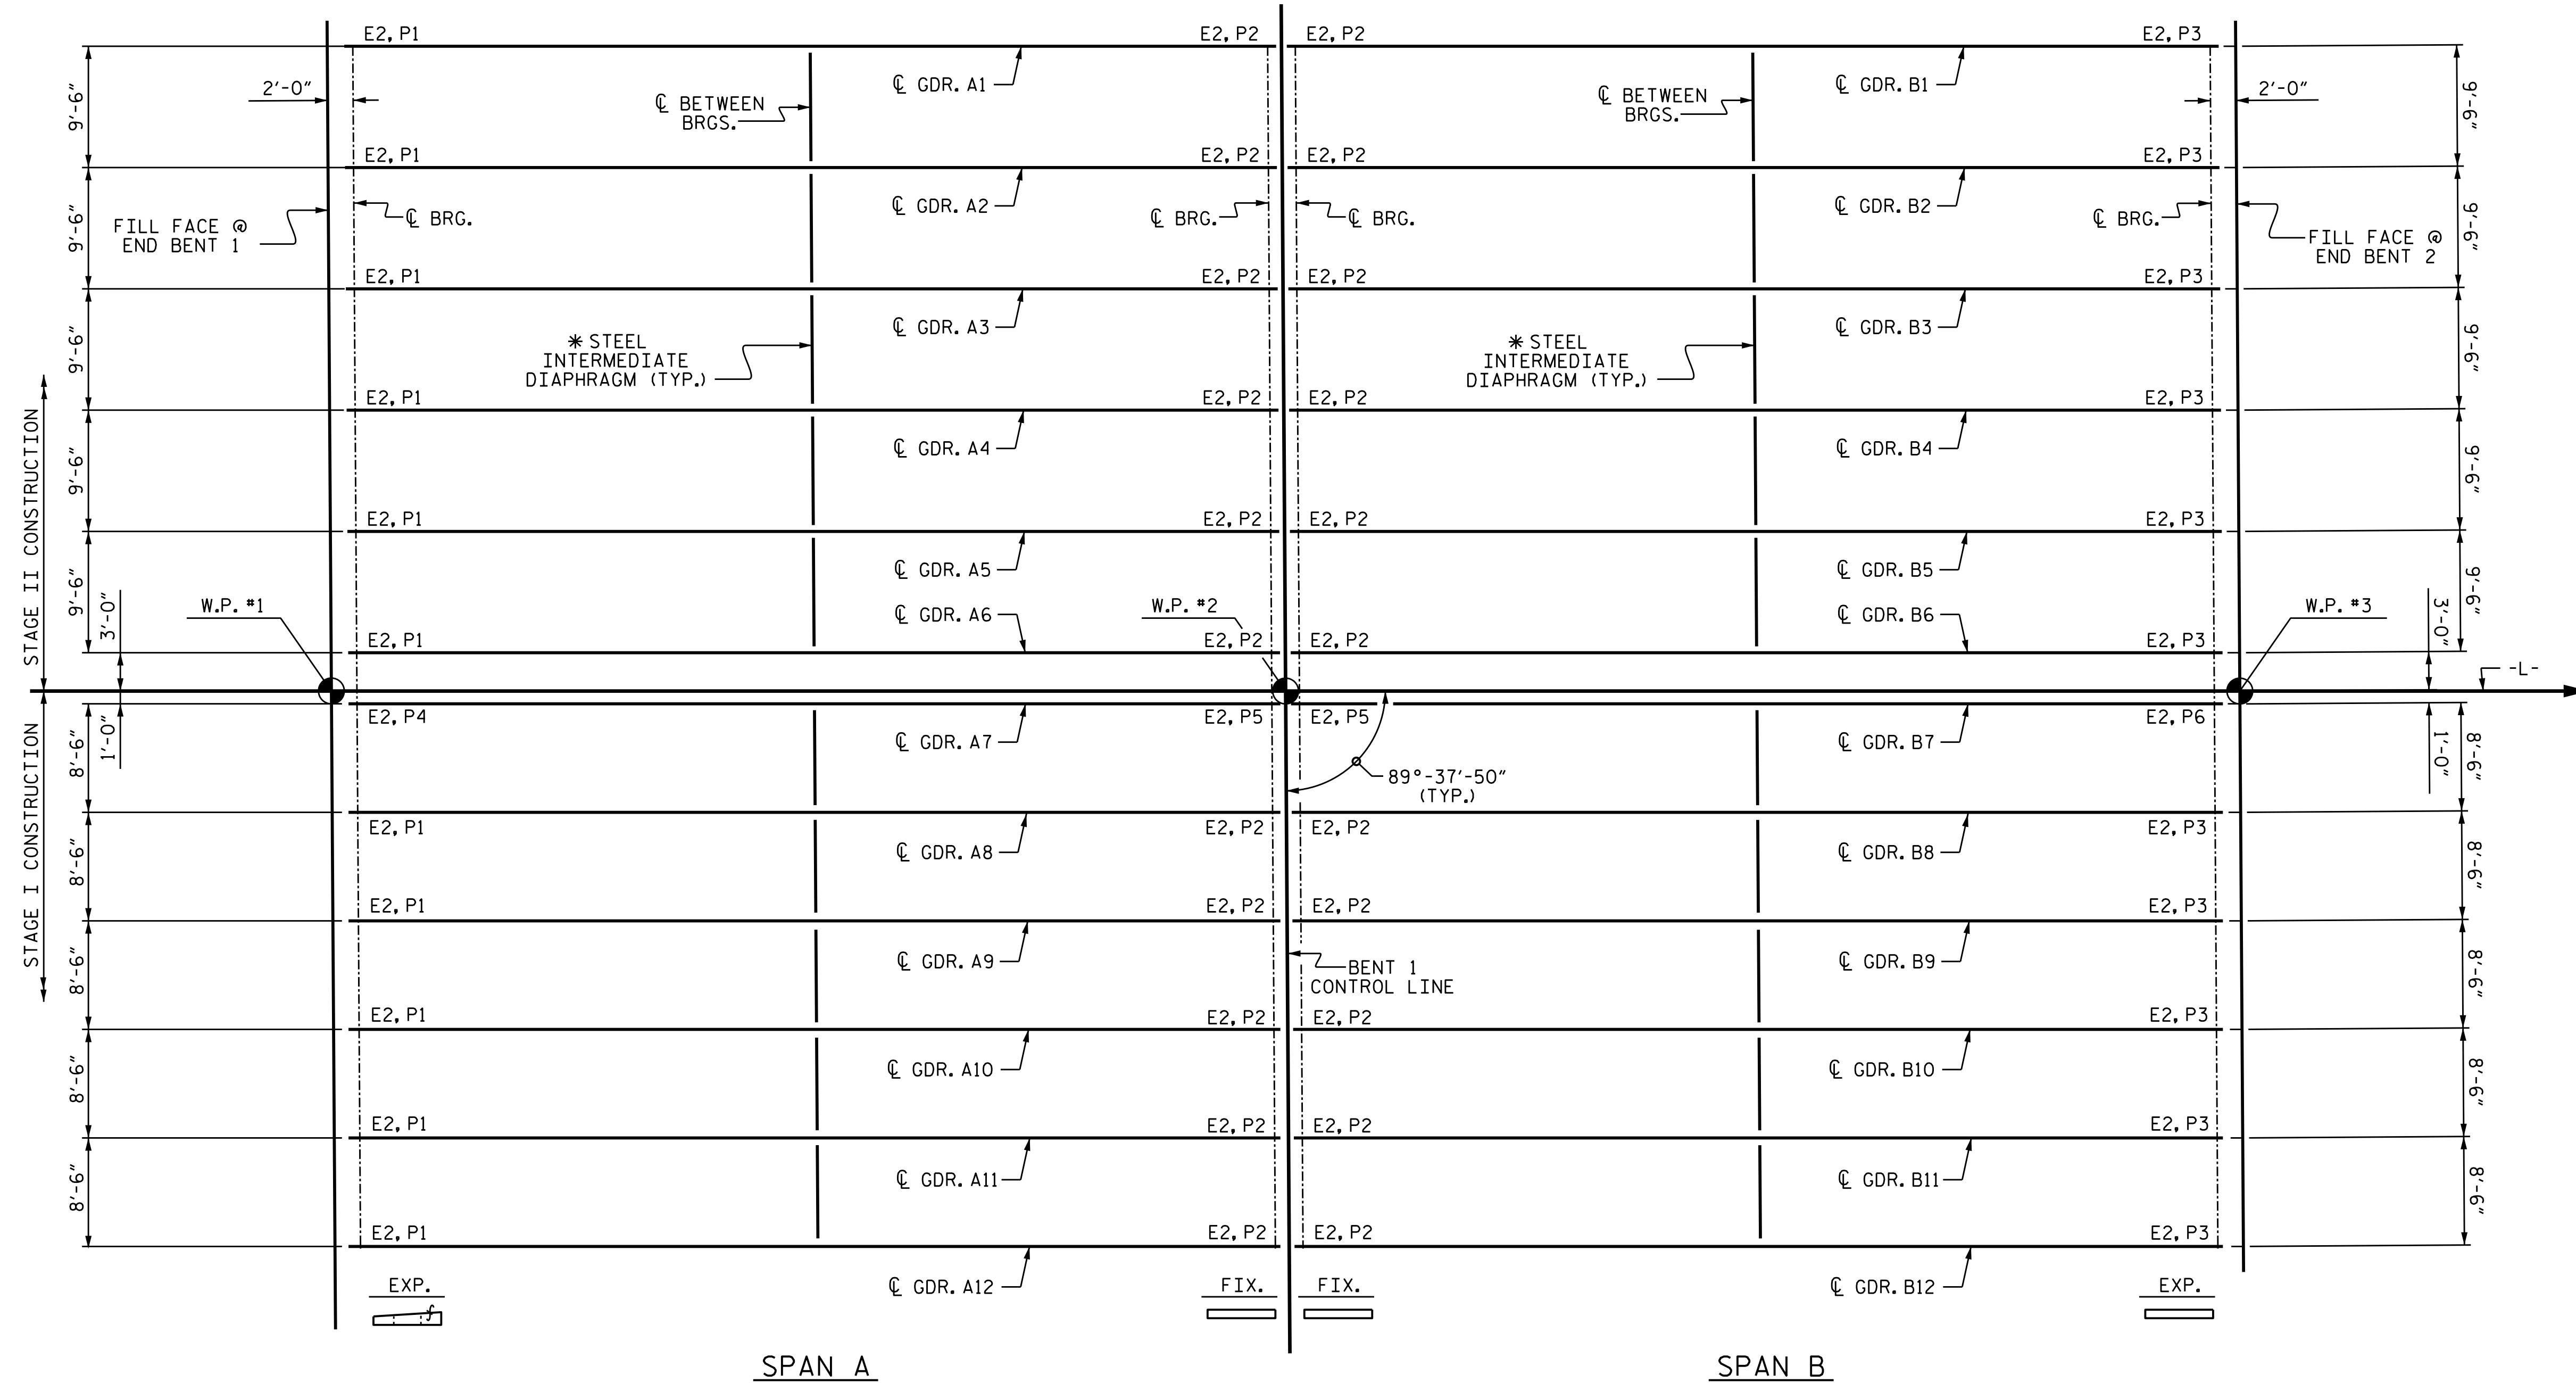 E2, P1
E2, P2
E2, P2
E2, P3
9'-6"
2'-0"
℄ BETWEEN
BRGS.
℄ GDR. A1
℄ BETWEEN
BRGS.
℄ GDR. B1
2'-0"
9'-6"
E2, P1
E2, P2
E2, P2
E2, P3
9'-6"
FILL FACE @
END BENT 1
℄ BRG.
℄ GDR. A2
℄ BRG.
℄ BRG.
℄ GDR. B2
℄ BRG.
FILL FACE @
END BENT 2
9'-6"
E2, P1
E2, P2
E2, P2
E2, P3
9'-6"
✳ STEEL
INTERMEDIATE
DIAPHRAGM (TYP.)
℄ GDR. A3
✳ STEEL
INTERMEDIATE
DIAPHRAGM (TYP.)
℄ GDR. B3
9'-6"
E2, P1
E2, P2
E2, P2
E2, P3
STAGE II CONSTRUCTION
9'-6"
℄ GDR. A4
℄ GDR. B4
9'-6"
E2, P1
E2, P2
E2, P2
E2, P3
9'-6"
3'-0"
W.P. #1
℄ GDR. A5
℄ GDR. A6
W.P. #2
℄ GDR. B5
℄ GDR. B6
W.P. #3
3'-0"
9'-6"
E2, P1
E2, P2
E2, P2
E2, P3
-L-
E2, P4
E2, P5
E2, P5
E2, P6
STAGE I CONSTRUCTION
8'-6"
1'-0"
℄ GDR. A7
89°-37'-50"
(TYP.)
℄ GDR. B7
1'-0"
8'-6"
E2, P1
E2, P2
E2, P2
E2, P3
8'-6"
℄ GDR. A8
℄ GDR. B8
8'-6"
E2, P1
E2, P2
E2, P2
E2, P3
8'-6"
℄ GDR. A9
BENT 1
CONTROL LINE
℄ GDR. B9
8'-6"
E2, P1
E2, P2
E2, P2
E2, P3
8'-6"
℄ GDR. A10
℄ GDR. B10
8'-6"
E2, P1
E2, P2
E2, P2
E2, P3
8'-6"
℄ GDR. A11
℄ GDR. B11
8'-6"
E2, P1
E2, P2
E2, P2
E2, P3
℄ GDR. A12
℄ GDR. B12
EXP.
FIX.
FIX.
EXP.
SPAN A
SPAN B